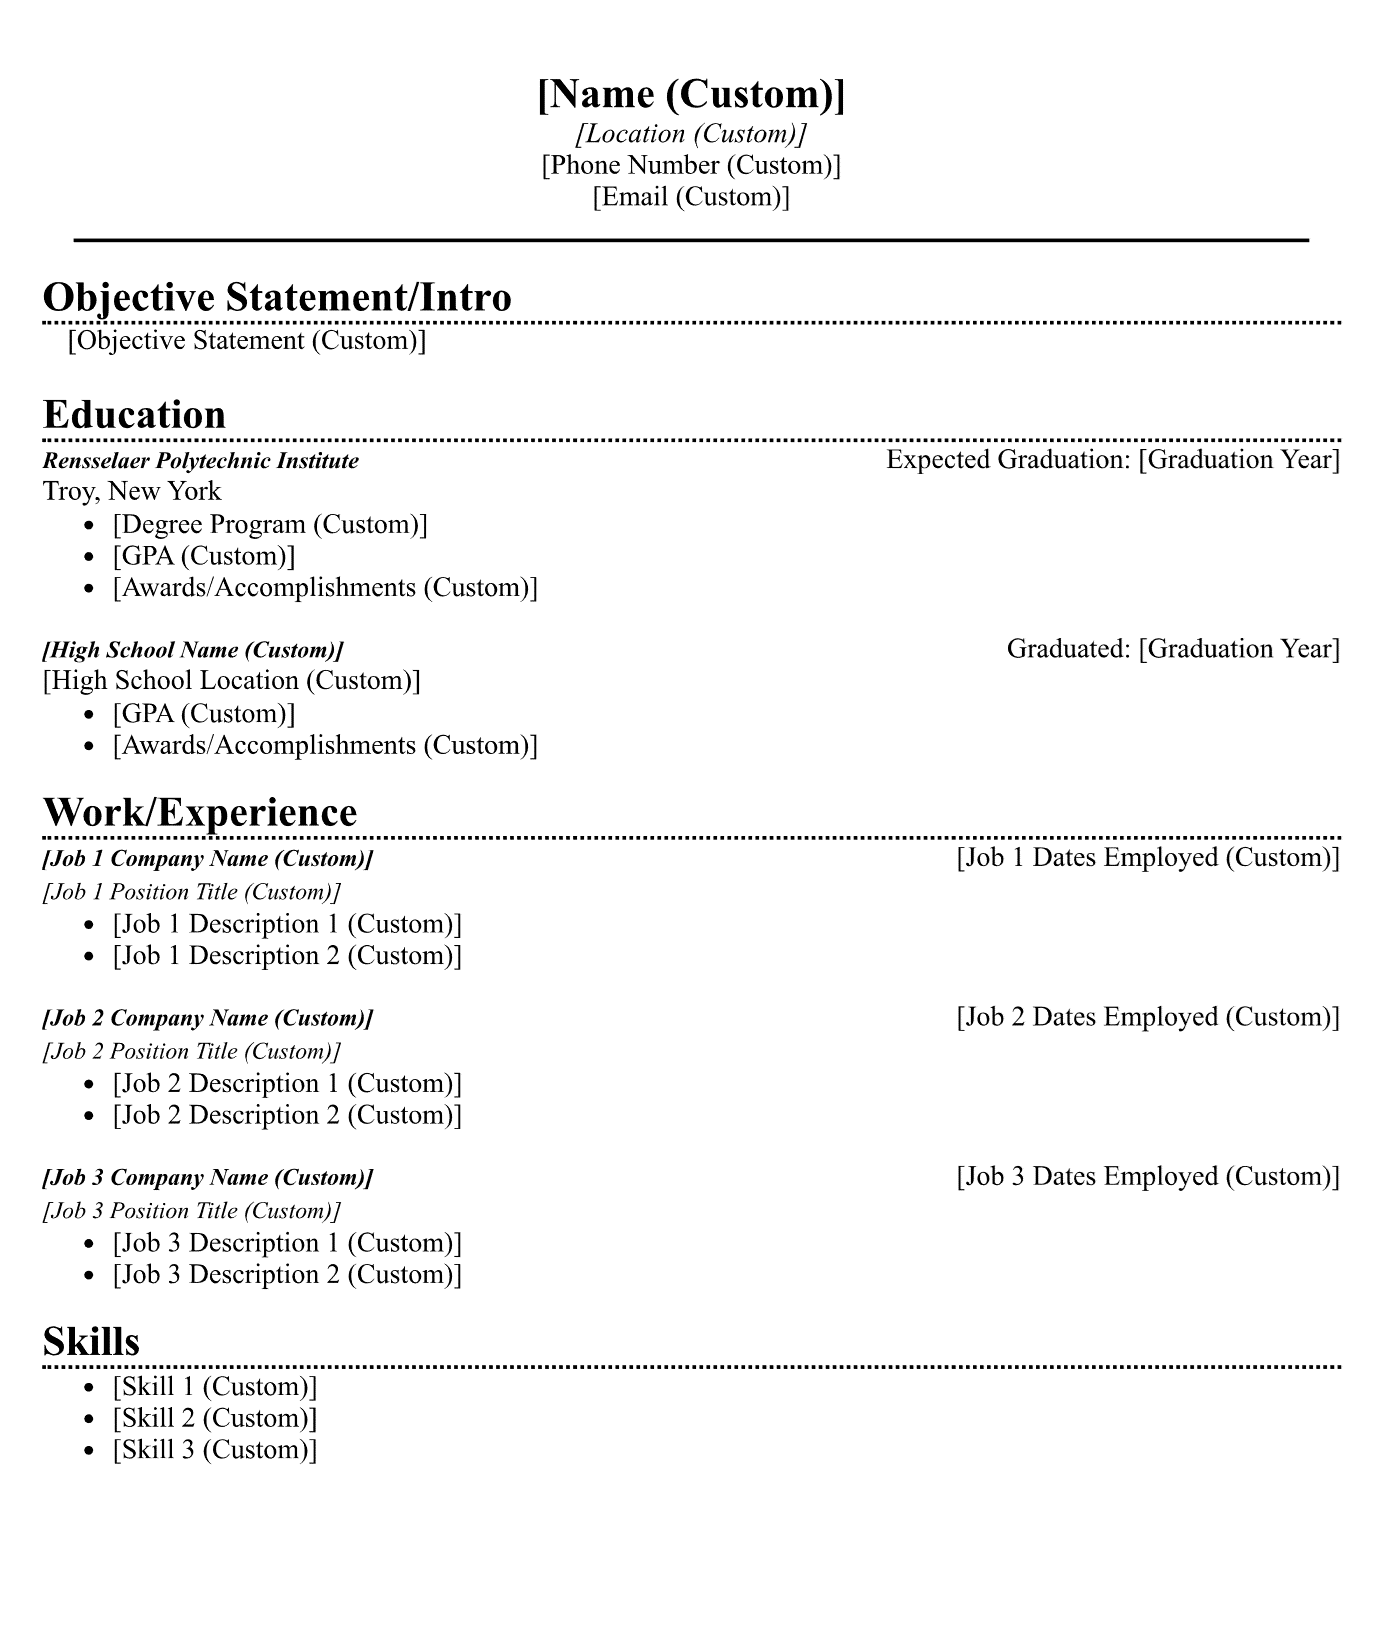 [Name (Custom)]
[Location (Custom)]
[Phone Number (Custom)]
[Email (Custom)]
Objective Statement/Intro
[Objective Statement (Custom)]
Education
Rensselaer Polytechnic Institute Expected Graduation: [Graduation Year]
Troy, New York
• [Degree Program (Custom)]
• [GPA (Custom)]
• [Awards/Accomplishments (Custom)]
[High School Name (Custom)] Graduated: [Graduation Year]
[High School Location (Custom)]
• [GPA (Custom)]
• [Awards/Accomplishments (Custom)]
Work/Experience
[Job 1 Company Name (Custom)] [Job 1 Dates Employed (Custom)]
[Job 1 Position Title (Custom)]
• [Job 1 Description 1 (Custom)]
• [Job 1 Description 2 (Custom)]
[Job 2 Company Name (Custom)] [Job 2 Dates Employed (Custom)]
[Job 2 Position Title (Custom)]
• [Job 2 Description 1 (Custom)]
• [Job 2 Description 2 (Custom)]
[Job 3 Company Name (Custom)] [Job 3 Dates Employed (Custom)]
[Job 3 Position Title (Custom)]
• [Job 3 Description 1 (Custom)]
• [Job 3 Description 2 (Custom)]
Skills
• [Skill 1 (Custom)]
• [Skill 2 (Custom)]
• [Skill 3 (Custom)]